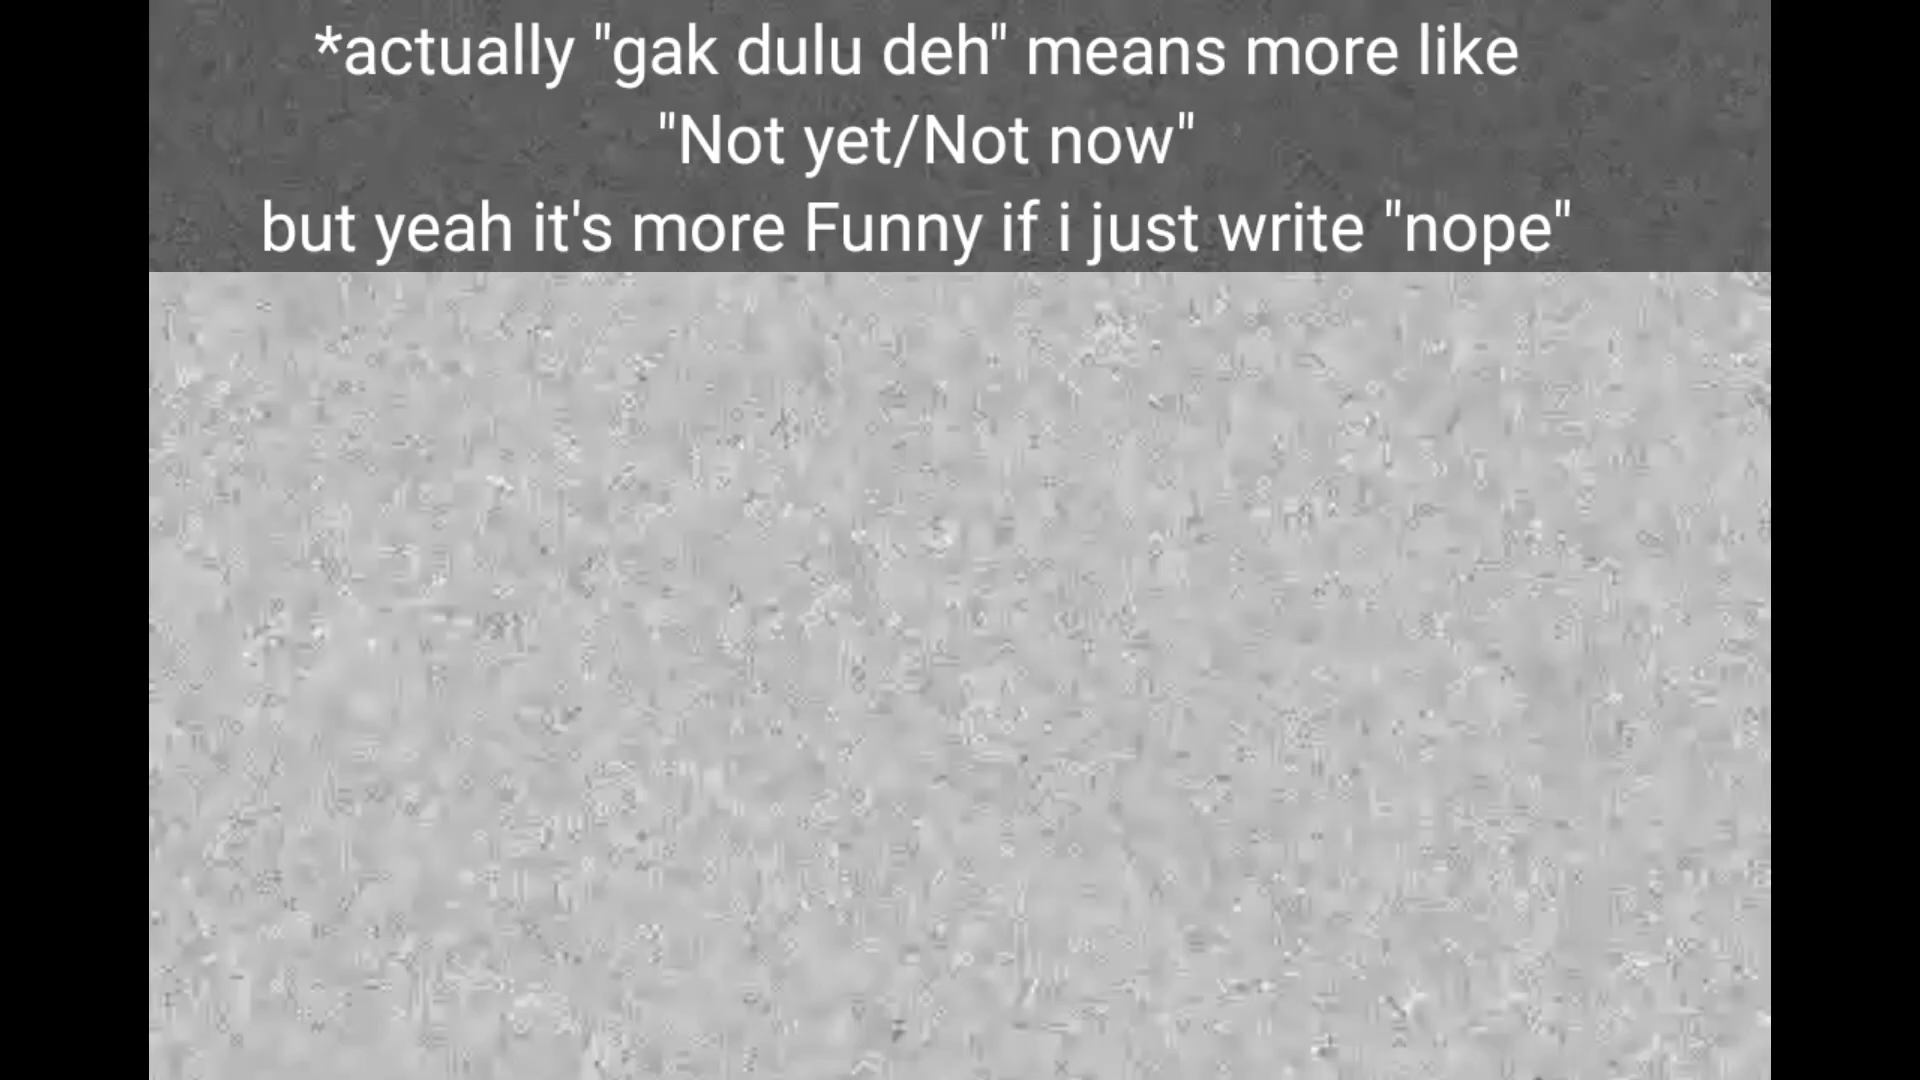 *actually "gak dulu deh" means more like
"Not yet/Not now"
but yeah it's more Funny if i just write "nope"